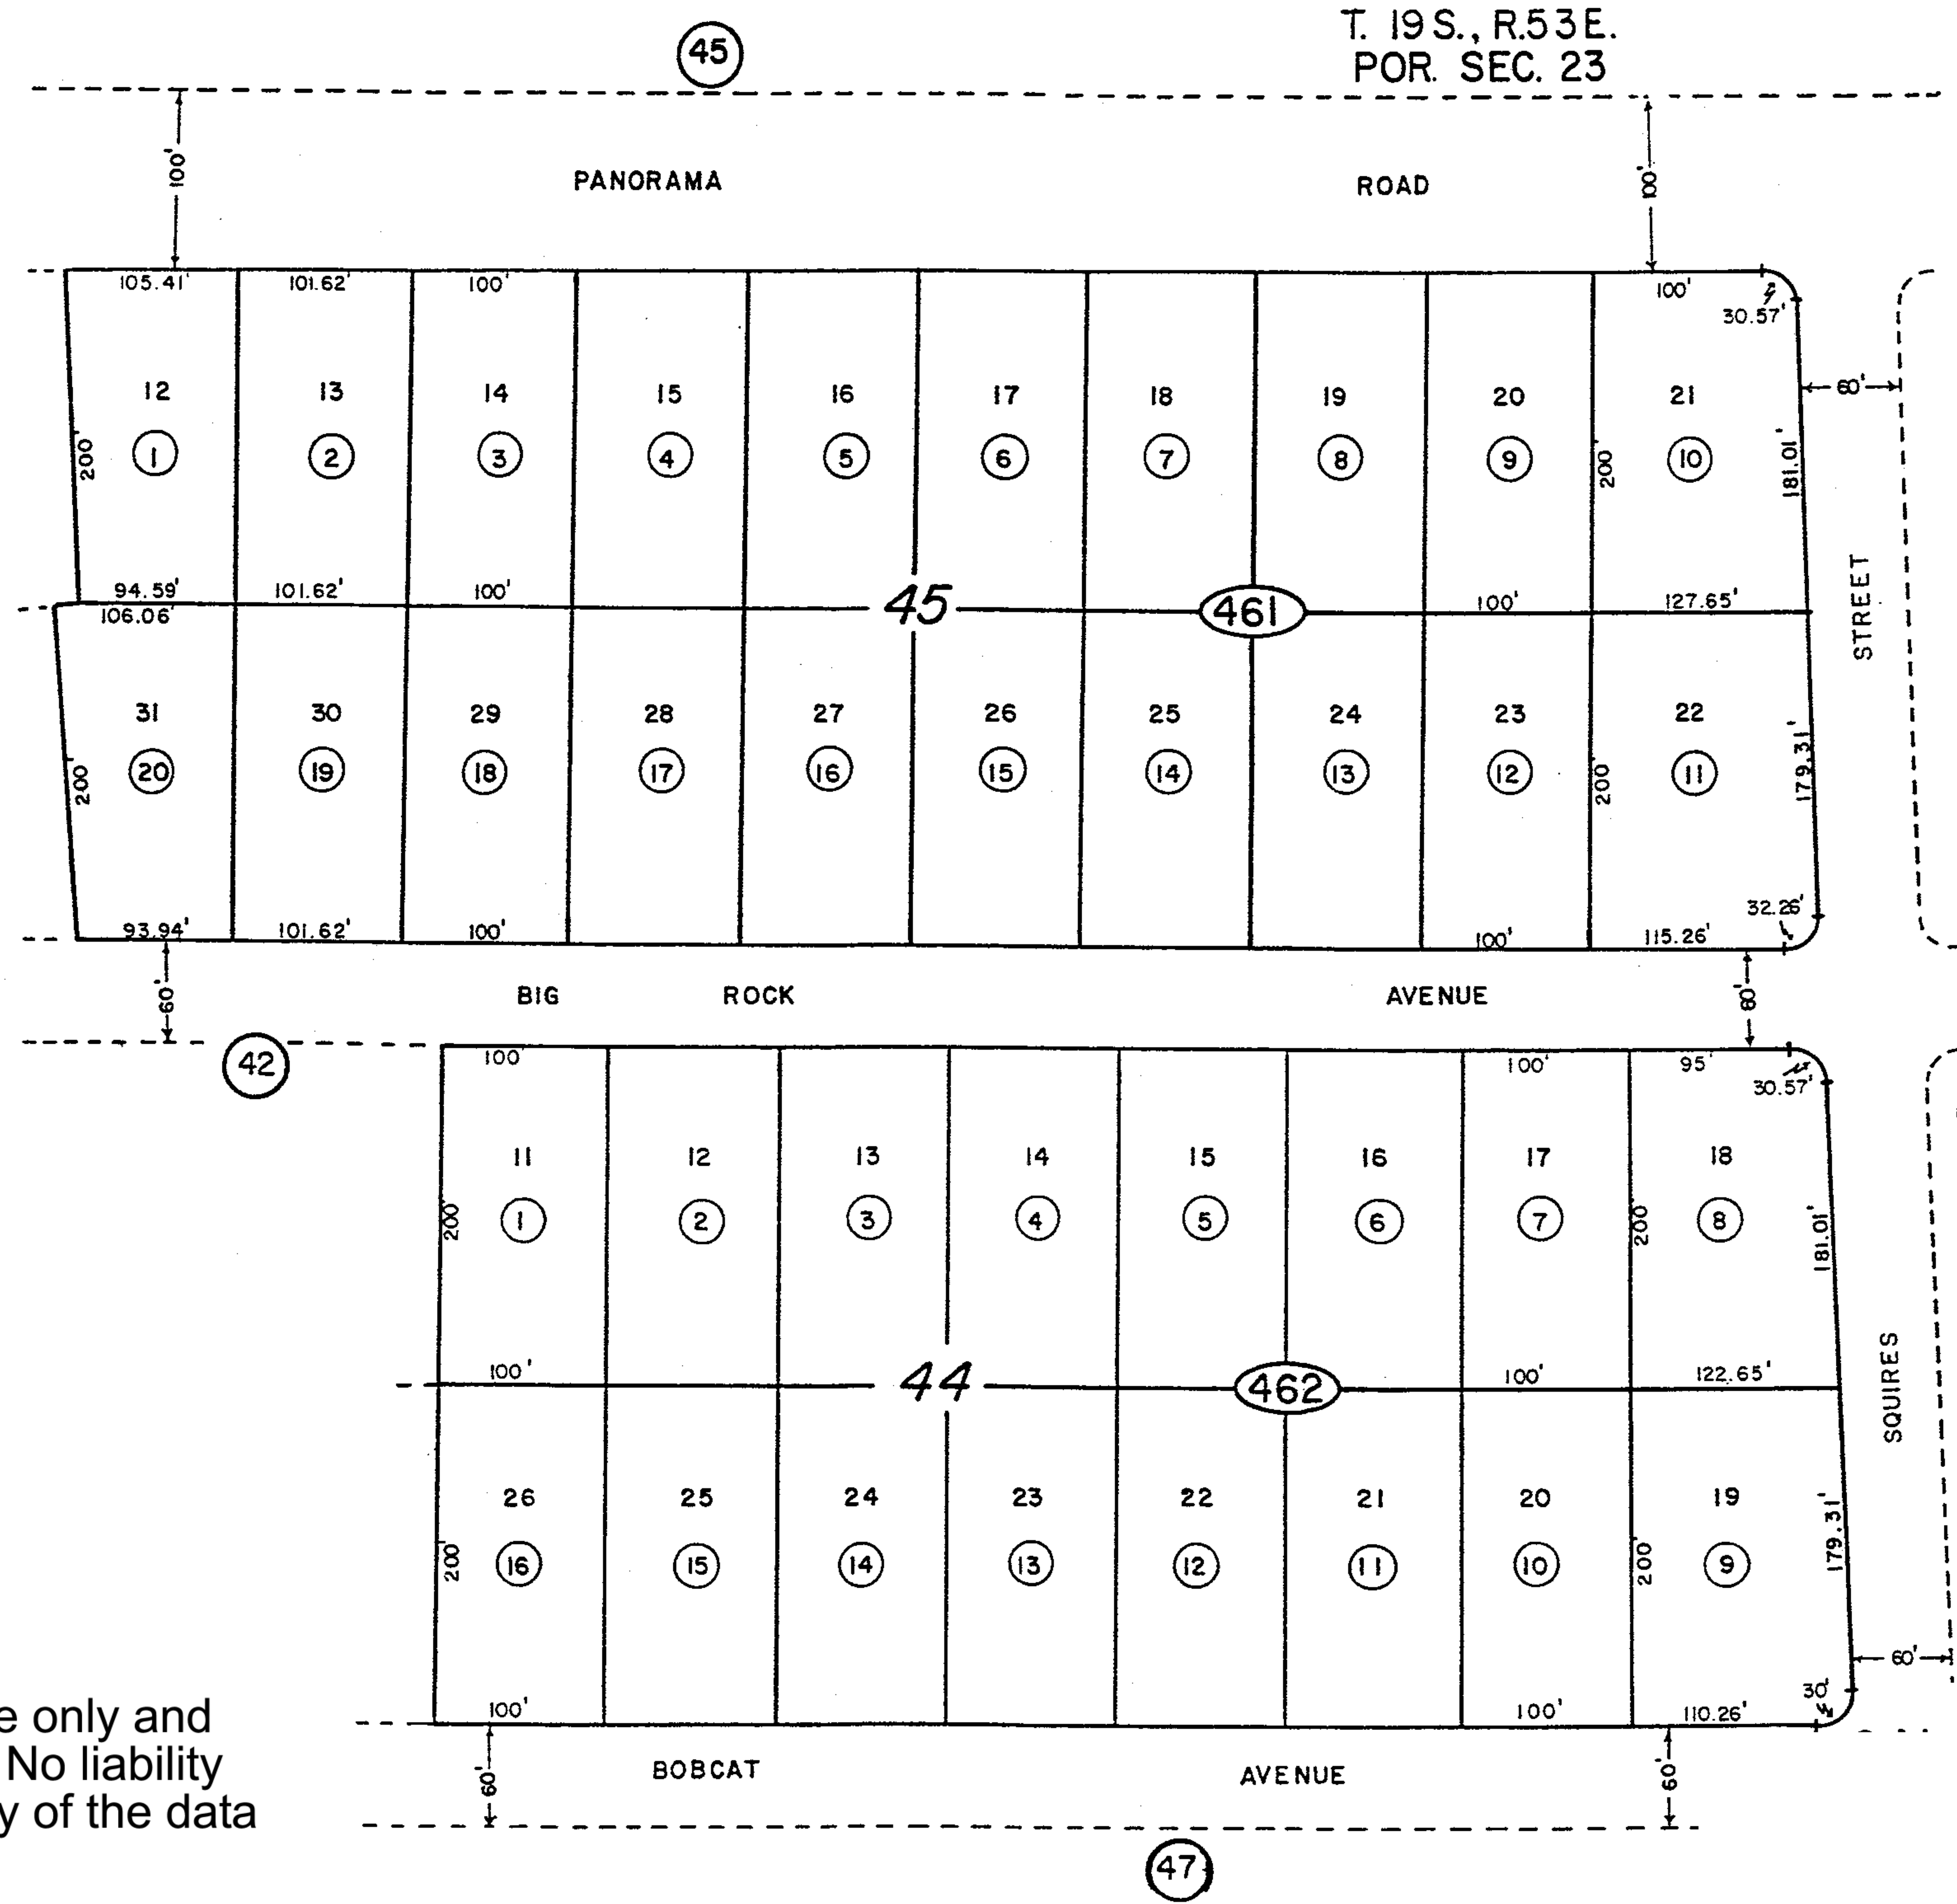 T. 19 S., R.53 E.
POR. SEC. 23
45
100'
PANORAMA ROAD
100'
105.41' 101.62' 100' 100'
30.57'
12 13 14 15 16 17 18 19 20 21
60'
1 2 3 4 5 6 7 8 9 10
200' 200' 181.01'
94.59' 101.62' 100' 45 461 100' 127.65'
106.06'
STREET
31 30 29 28 27 26 25 24 23 22
20 19 18 17 16 15 14 13 12 11
200' 200' 179.31'
32.26'
93.94' 101.62' 100' 100' 115.26'
60' BIG ROCK AVENUE 60'
42
100' 100' 95'
30.57'
11 12 13 14 15 16 17 18
1 2 3 4 5 6 7 8
200' 200' 181.01'
100' 44 462 100' 122.65'
SQUIRES
26 25 24 23 22 21 20 19
16 15 14 13 12 11 10 9
200' 200' 179.31'
60'
30'
100' 100' 110.26'
60' BOBCAT AVENUE 60'
47
e only and
No liability
y of the data